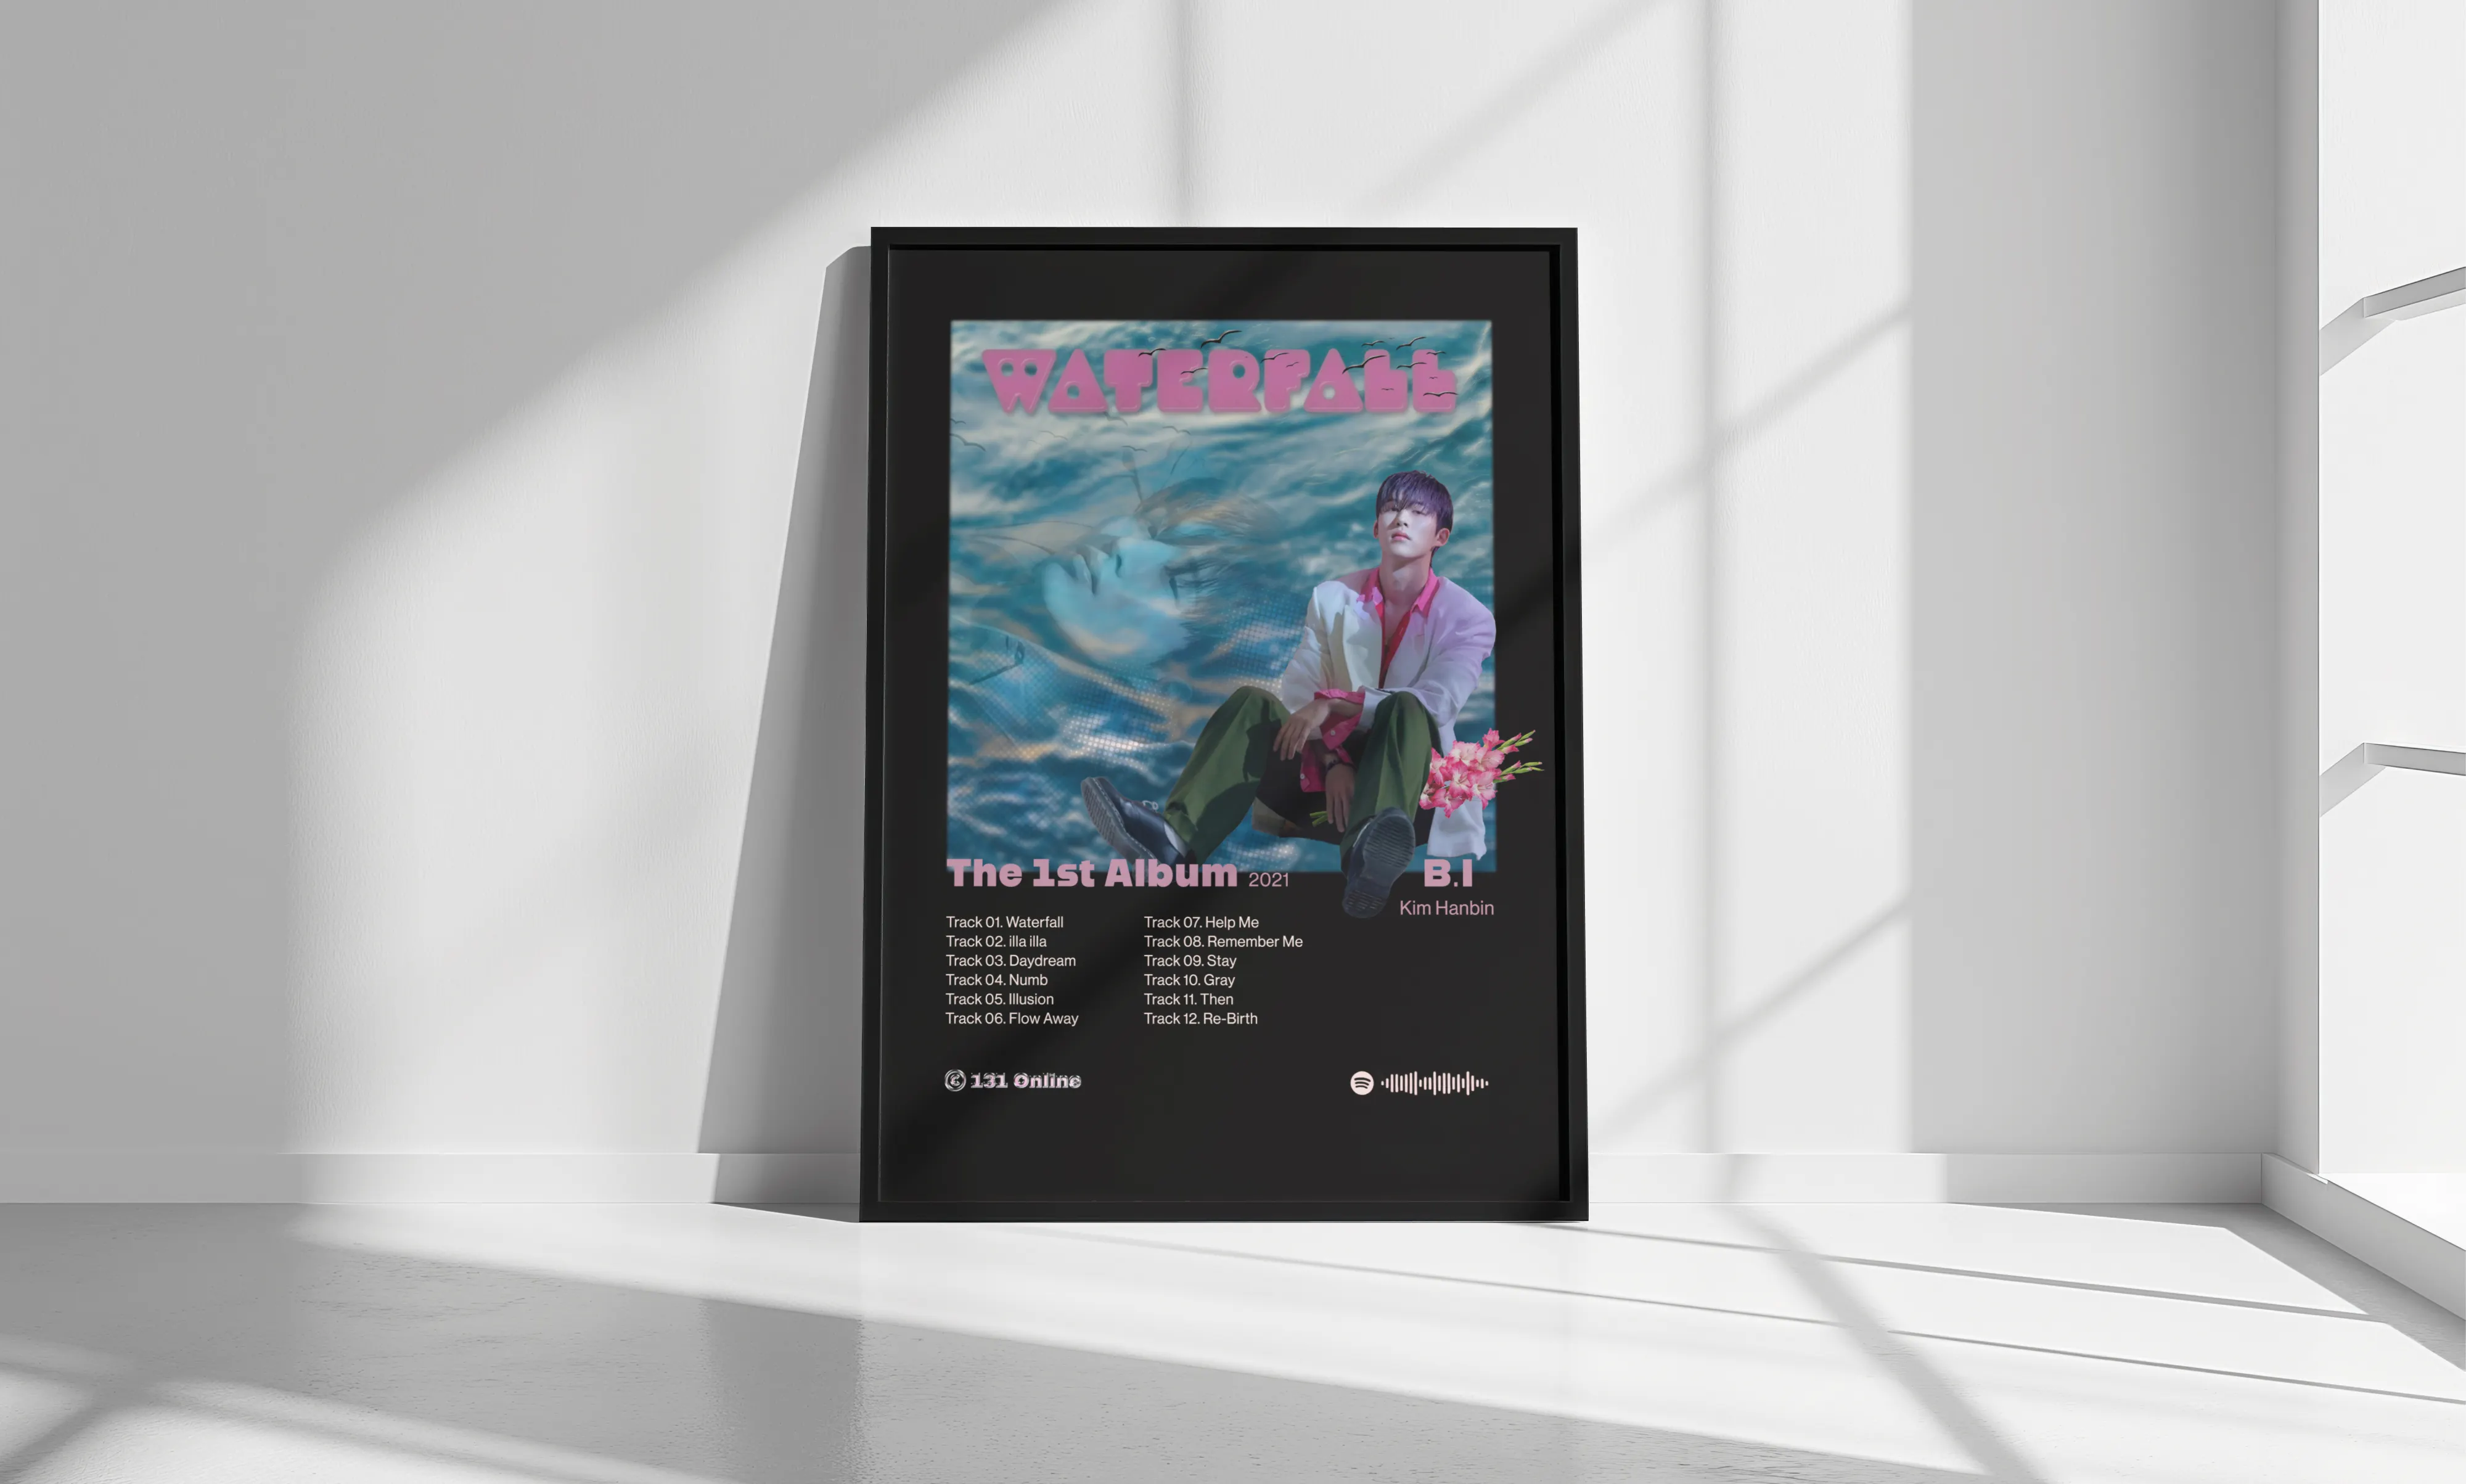 WATERFALL
The 1st Album 2021
B.I
Kim Hanbin
Track 01. Waterfall
Track 02. illa illa
Track 03. Daydream
Track 04. Numb
Track 05. Illusion
Track 06. Flow Away
Track 07. Help Me
Track 08. Remember Me
Track 09. Stay
Track 10. Gray
Track 11. Then
Track 12. Re-Birth
© 131 Online